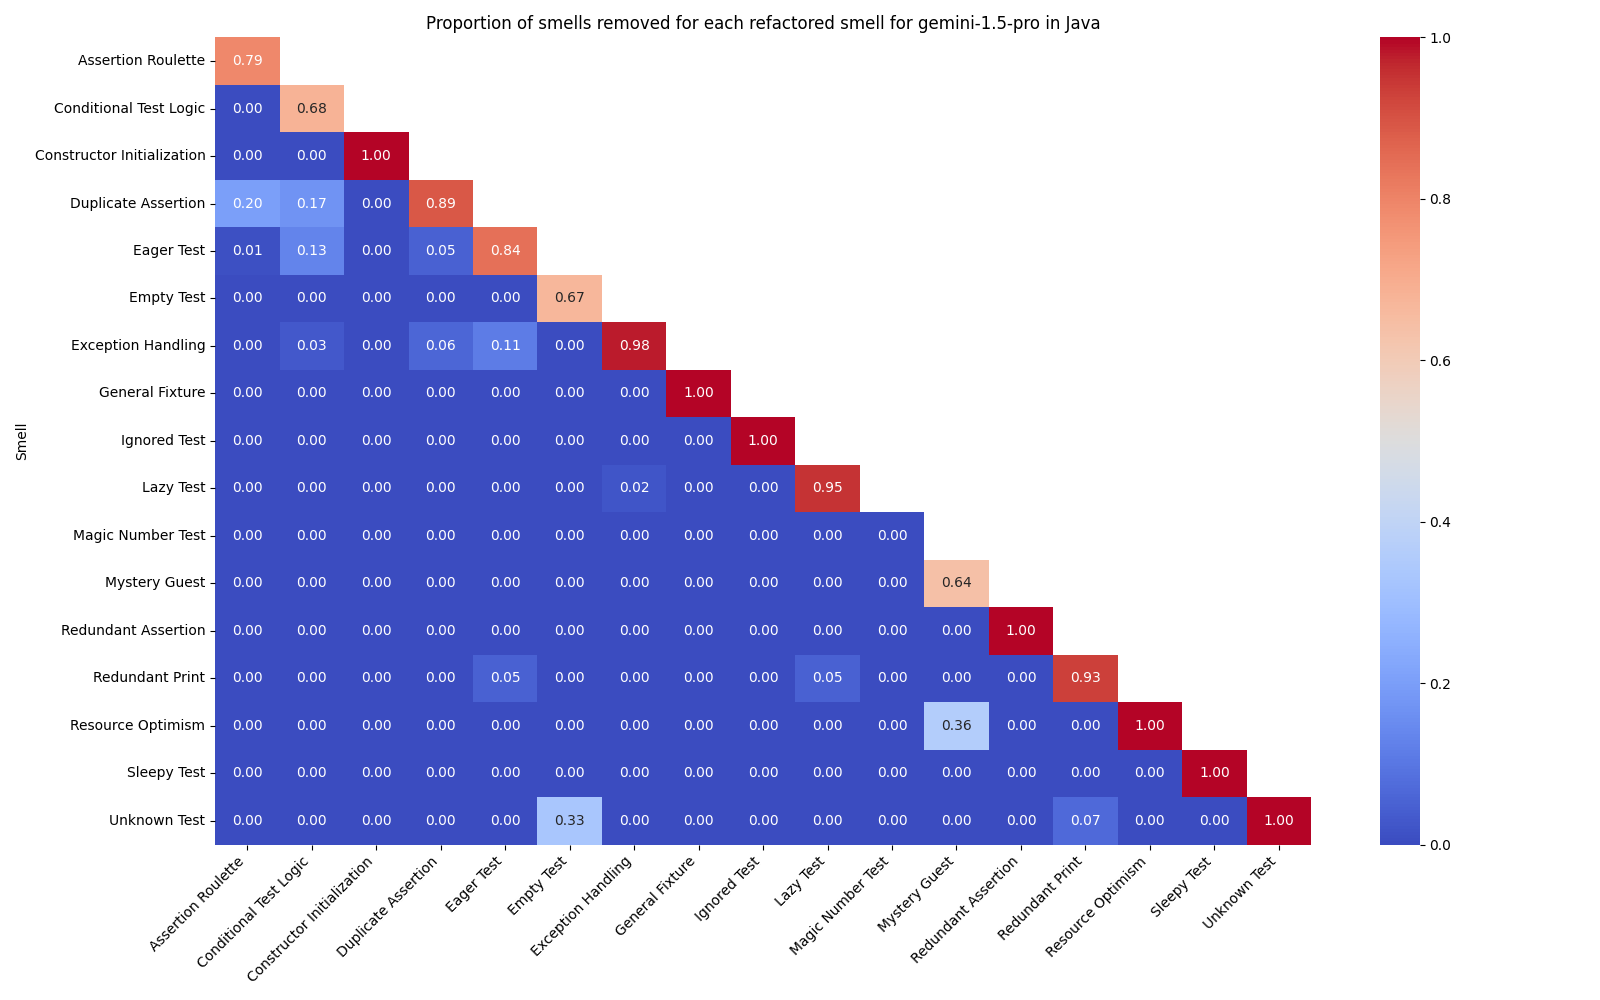 Proportion of smells removed for each refactored smell for gemini-1.5-pro in Java
Smell
Assertion Roulette 0.79
Conditional Test Logic 0.00 0.68
Constructor Initialization 0.00 0.00 1.00
Duplicate Assertion 0.20 0.17 0.00 0.89
Eager Test 0.01 0.13 0.00 0.05 0.84
Empty Test 0.00 0.00 0.00 0.00 0.00 0.67
Exception Handling 0.00 0.03 0.00 0.06 0.11 0.00 0.98
General Fixture 0.00 0.00 0.00 0.00 0.00 0.00 0.00 1.00
Ignored Test 0.00 0.00 0.00 0.00 0.00 0.00 0.00 0.00 1.00
Lazy Test 0.00 0.00 0.00 0.00 0.00 0.00 0.02 0.00 0.00 0.95
Magic Number Test 0.00 0.00 0.00 0.00 0.00 0.00 0.00 0.00 0.00 0.00 0.00
Mystery Guest 0.00 0.00 0.00 0.00 0.00 0.00 0.00 0.00 0.00 0.00 0.00 0.64
Redundant Assertion 0.00 0.00 0.00 0.00 0.00 0.00 0.00 0.00 0.00 0.00 0.00 0.00 1.00
Redundant Print 0.00 0.00 0.00 0.00 0.05 0.00 0.00 0.00 0.00 0.05 0.00 0.00 0.00 0.93
Resource Optimism 0.00 0.00 0.00 0.00 0.00 0.00 0.00 0.00 0.00 0.00 0.00 0.36 0.00 0.00 1.00
Sleepy Test 0.00 0.00 0.00 0.00 0.00 0.00 0.00 0.00 0.00 0.00 0.00 0.00 0.00 0.00 0.00 1.00
Unknown Test 0.00 0.00 0.00 0.00 0.00 0.33 0.00 0.00 0.00 0.00 0.00 0.00 0.00 0.07 0.00 0.00 1.00
Assertion Roulette
Conditional Test Logic
Constructor Initialization
Duplicate Assertion
Eager Test
Empty Test
Exception Handling
General Fixture
Ignored Test
Lazy Test
Magic Number Test
Mystery Guest
Redundant Assertion
Redundant Print
Resource Optimism
Sleepy Test
Unknown Test
1.0
0.8
0.6
0.4
0.2
0.0